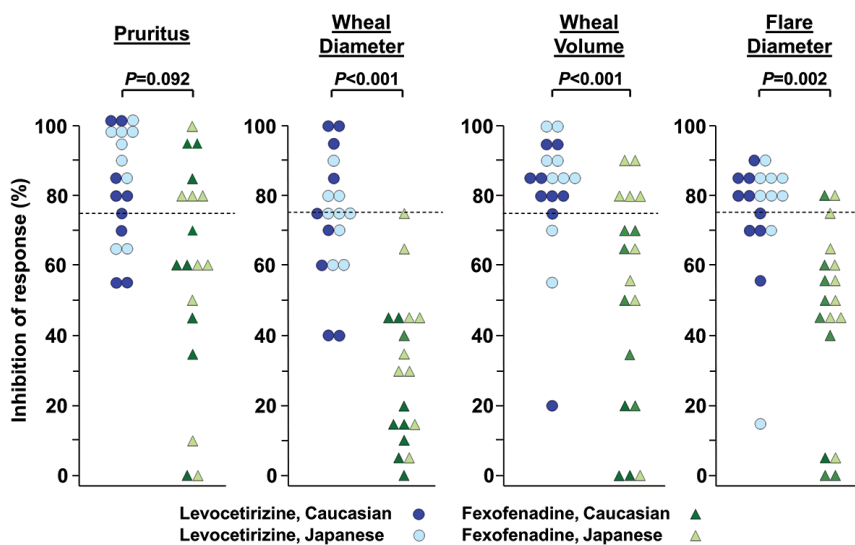 Pruritus
Wheal
Diameter
Wheal
Volume
Flare
Diameter
P=0.092
P<0.001
P<0.001
P=0.002
Inhibition of response (%)
100
80
60
40
20
0
100
80
60
40
20
0
100
80
60
40
20
0
100
80
60
40
20
0
Levocetirizine, Caucasian
Fexofenadine, Caucasian
Levocetirizine, Japanese
Fexofenadine, Japanese